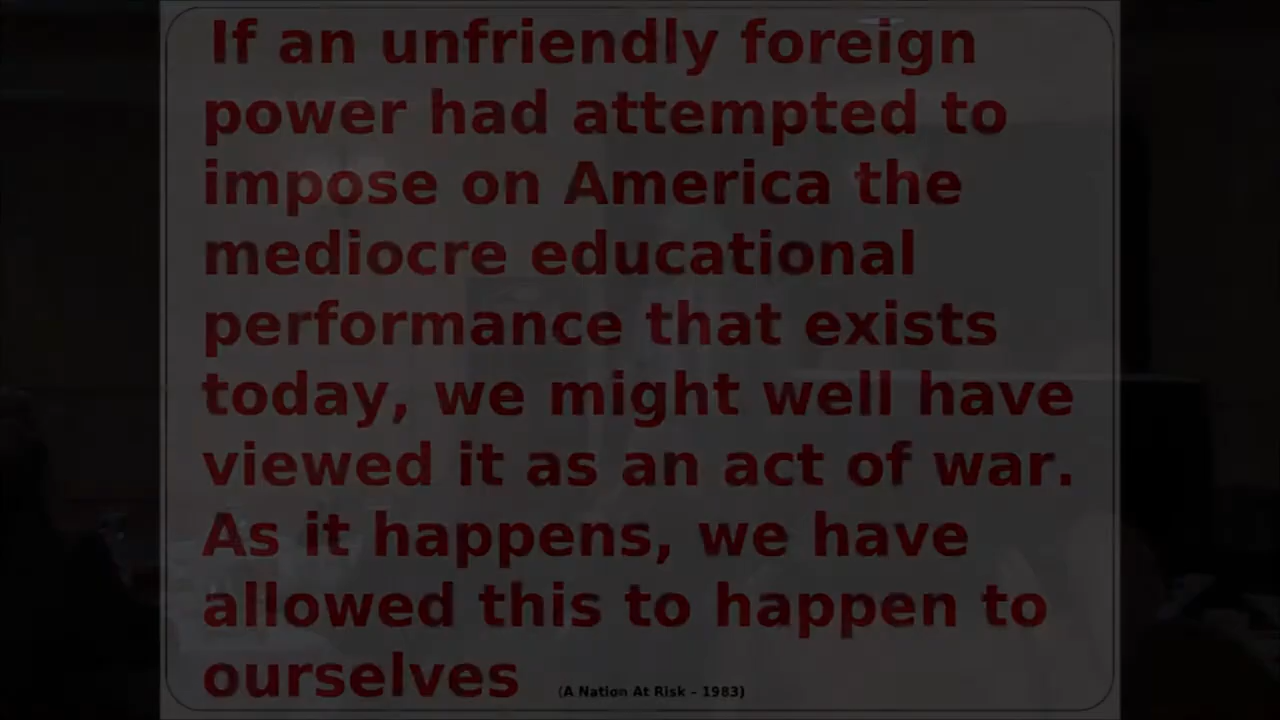 If an unfriendly foreign
power had attempted to
impose on America the
mediocre educational
performance that exists
today, we might well have
viewed it as an act of war.
As it happens, we have
allowed this to happen to
ourselves (A Nation At Risk - 1983)